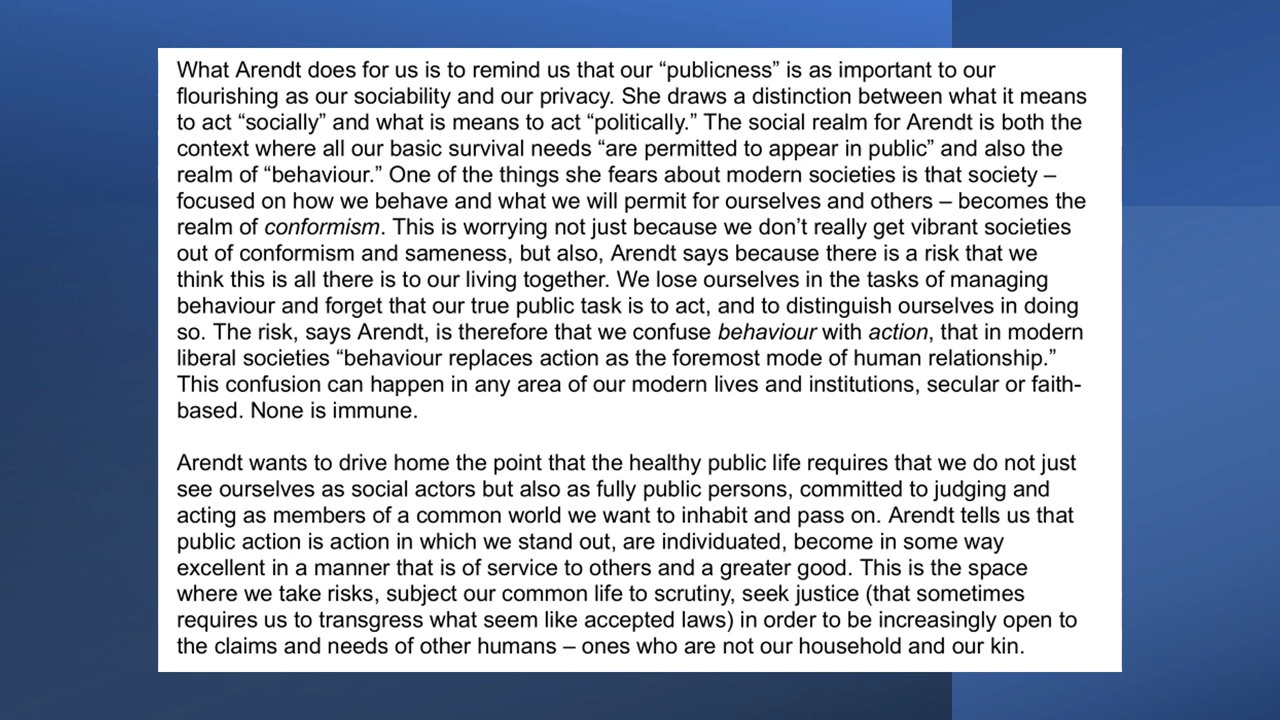 What Arendt does for us is to remind us that our “publicness” is as important to our
flourishing as our sociability and our privacy. She draws a distinction between what it means
to act “socially” and what is means to act “politically.” The social realm for Arendt is both the
context where all our basic survival needs “are permitted to appear in public” and also the
realm of “behaviour.” One of the things she fears about modern societies is that society –
focused on how we behave and what we will permit for ourselves and others – becomes the
realm of conformism. This is worrying not just because we don’t really get vibrant societies
out of conformism and sameness, but also, Arendt says because there is a risk that we
think this is all there is to our living together. We lose ourselves in the tasks of managing
behaviour and forget that our true public task is to act, and to distinguish ourselves in doing
so. The risk, says Arendt, is therefore that we confuse behaviour with action, that in modern
liberal societies “behaviour replaces action as the foremost mode of human relationship.”
This confusion can happen in any area of our modern lives and institutions, secular or faith-
based. None is immune.
Arendt wants to drive home the point that the healthy public life requires that we do not just
see ourselves as social actors but also as fully public persons, committed to judging and
acting as members of a common world we want to inhabit and pass on. Arendt tells us that
public action is action in which we stand out, are individuated, become in some way
excellent in a manner that is of service to others and a greater good. This is the space
where we take risks, subject our common life to scrutiny, seek justice (that sometimes
requires us to transgress what seem like accepted laws) in order to be increasingly open to
the claims and needs of other humans – ones who are not our household and our kin.